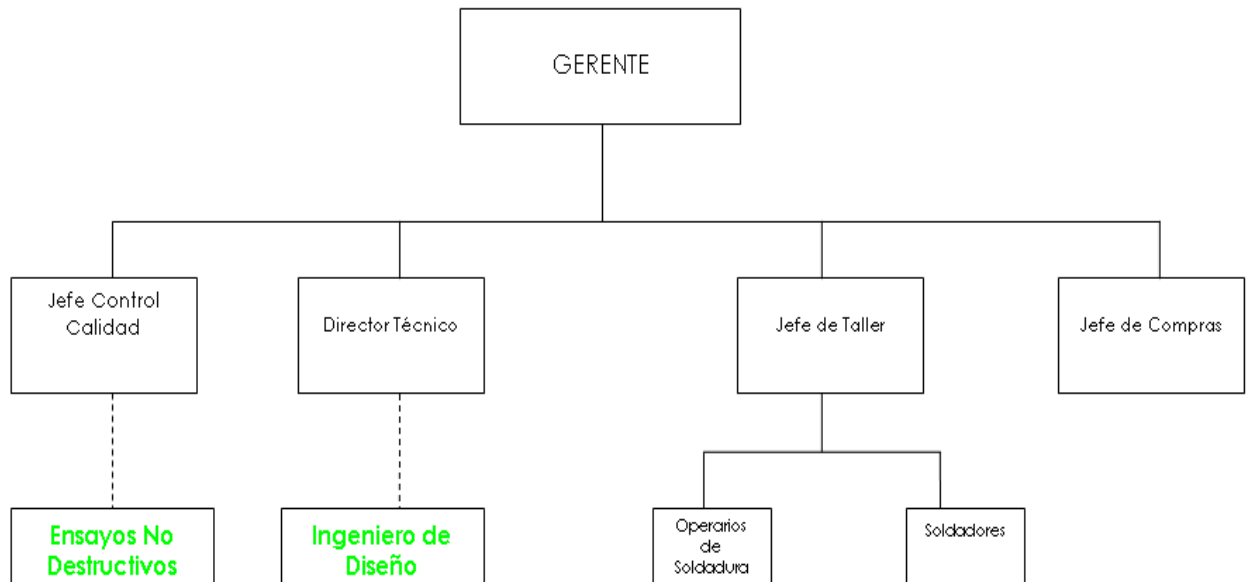 GERENTE
Jefe Control
Calidad
Director Técnico
Jefe de Taller
Jefe de Compras
Ensayos No
Destructivos
Ingeniero de
Diseño
Operarios
de
Soldadura
Soldadores